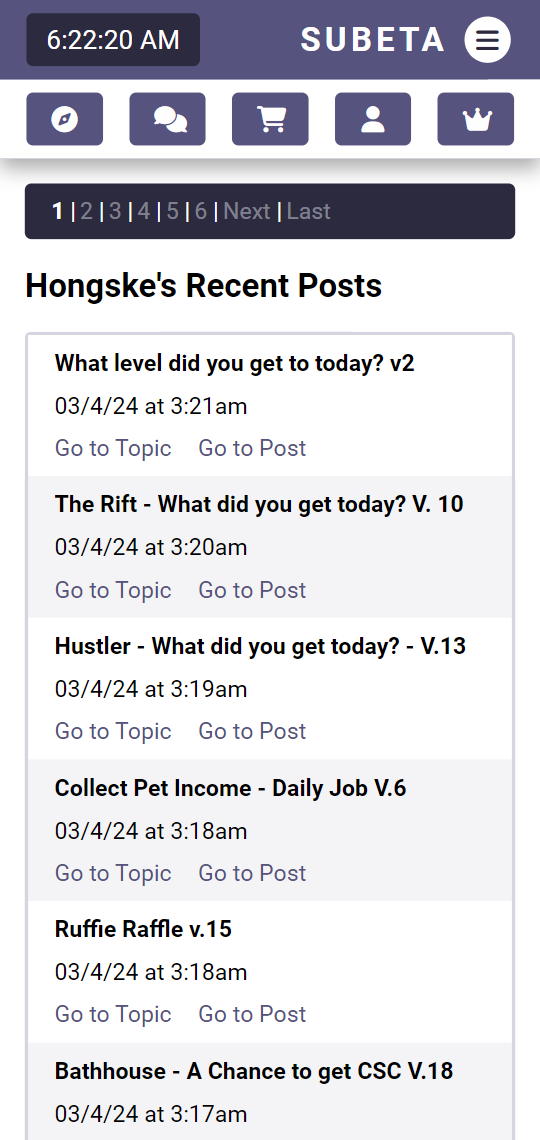 6:22:20 AM
SUBETA
1 | 2 | 3 | 4 | 5 | 6 | Next | Last
Hongske's Recent Posts
What level did you get to today? v2
03/4/24 at 3:21am
Go to Topic Go to Post
The Rift - What did you get today? V. 10
03/4/24 at 3:20am
Go to Topic Go to Post
Hustler - What did you get today? - V.13
03/4/24 at 3:19am
Go to Topic Go to Post
Collect Pet Income - Daily Job V.6
03/4/24 at 3:18am
Go to Topic Go to Post
Ruffie Raffle v.15
03/4/24 at 3:18am
Go to Topic Go to Post
Bathhouse - A Chance to get CSC V.18
03/4/24 at 3:17am